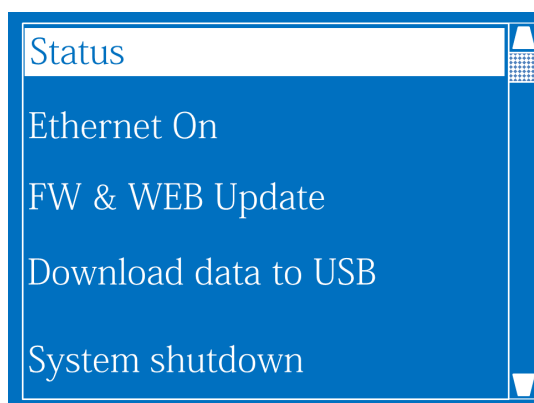 Status
Ethernet On
FW & WEB Update
Download data to USB
System shutdown